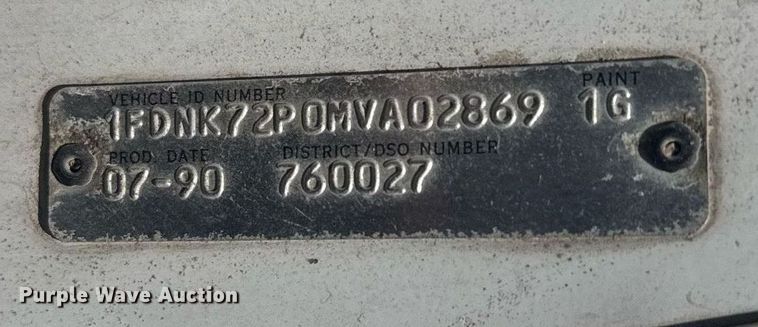 VEHICLE ID NUMBER PAINT
1FDNK72P0MVA02869 1G
PROD. DATE DISTRICT/DSO NUMBER
07-90 760027
Purple Wave Auction